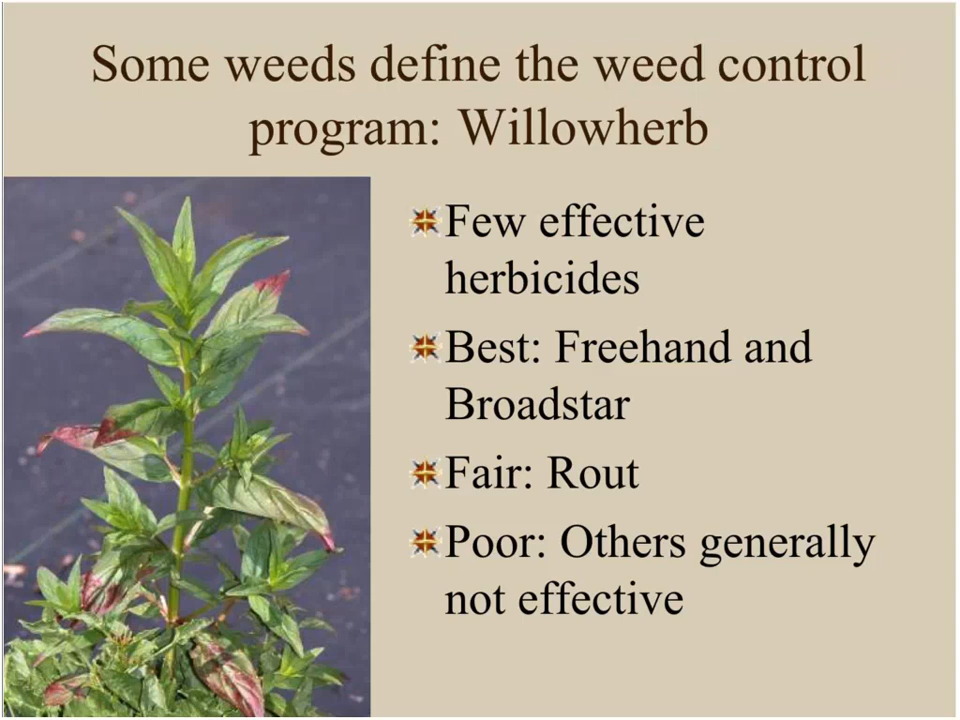 Some weeds define the weed control
program: Willowherb
Few effective
herbicides
Best: Freehand and
Broadstar
Fair: Rout
Poor: Others generally
not effective